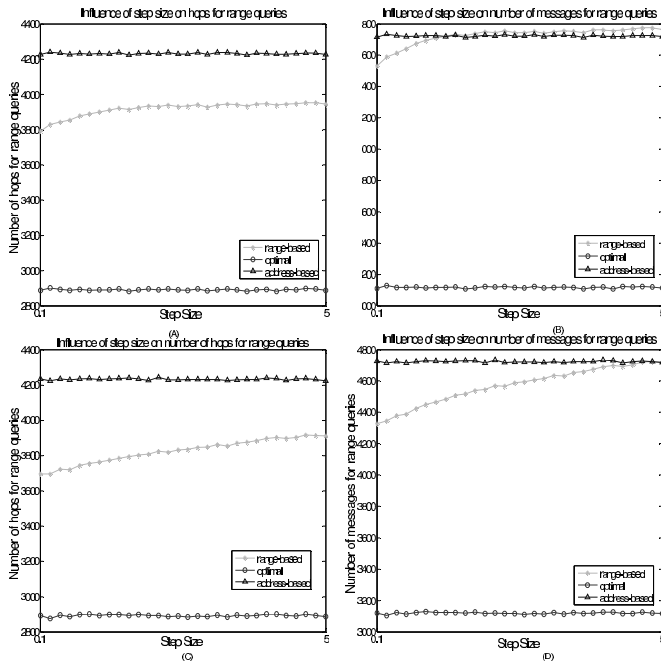 Influence of step size on hops for range queries
4400
4200
4000
3800
3600
3400
3200
3000
2800
Number of hops for range queries
range-based
optimal
address-based
0.1
5
Step Size
(A)
Influence of step size on number of messages for range queries
800
600
400
200
000
800
600
400
200
000
range-based
optimal
address-based
0.1
Step Size
(B)
Influence of step size on number of hops for range queries
4400
4200
4000
3800
3600
3400
3200
3000
2800
Number of hops for range queries
range-based
optimal
address-based
0.1
5
Step Size
(C)
Influence of step size on number of messages for range queries
4800
4600
4400
4200
4000
3800
3600
3400
3200
3000
Number of messages for range queries
range-based
optimal
address-based
0.1
Step Size
(D)